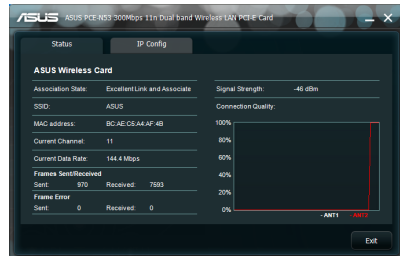 ASUS ASUS PCE-N53 300Mbps 11n Dual band Wireless LAN PCI-E Card
Status IP Config
ASUS Wireless Card
Association State: Excellent Link and Associate
SSID: ASUS
MAC address: BC:AE:C5:A4:AF:4B
Current Channel: 11
Current Data Rate: 144.4 Mbps
Frames Sent/Received
Sent: 970 Received: 7593
Frame Error
Sent: 0 Received: 0
Signal Strength: -46 dBm
Connection Quality:
100%
80%
60%
40%
20%
0%
- ANT1 - ANT2
Exit